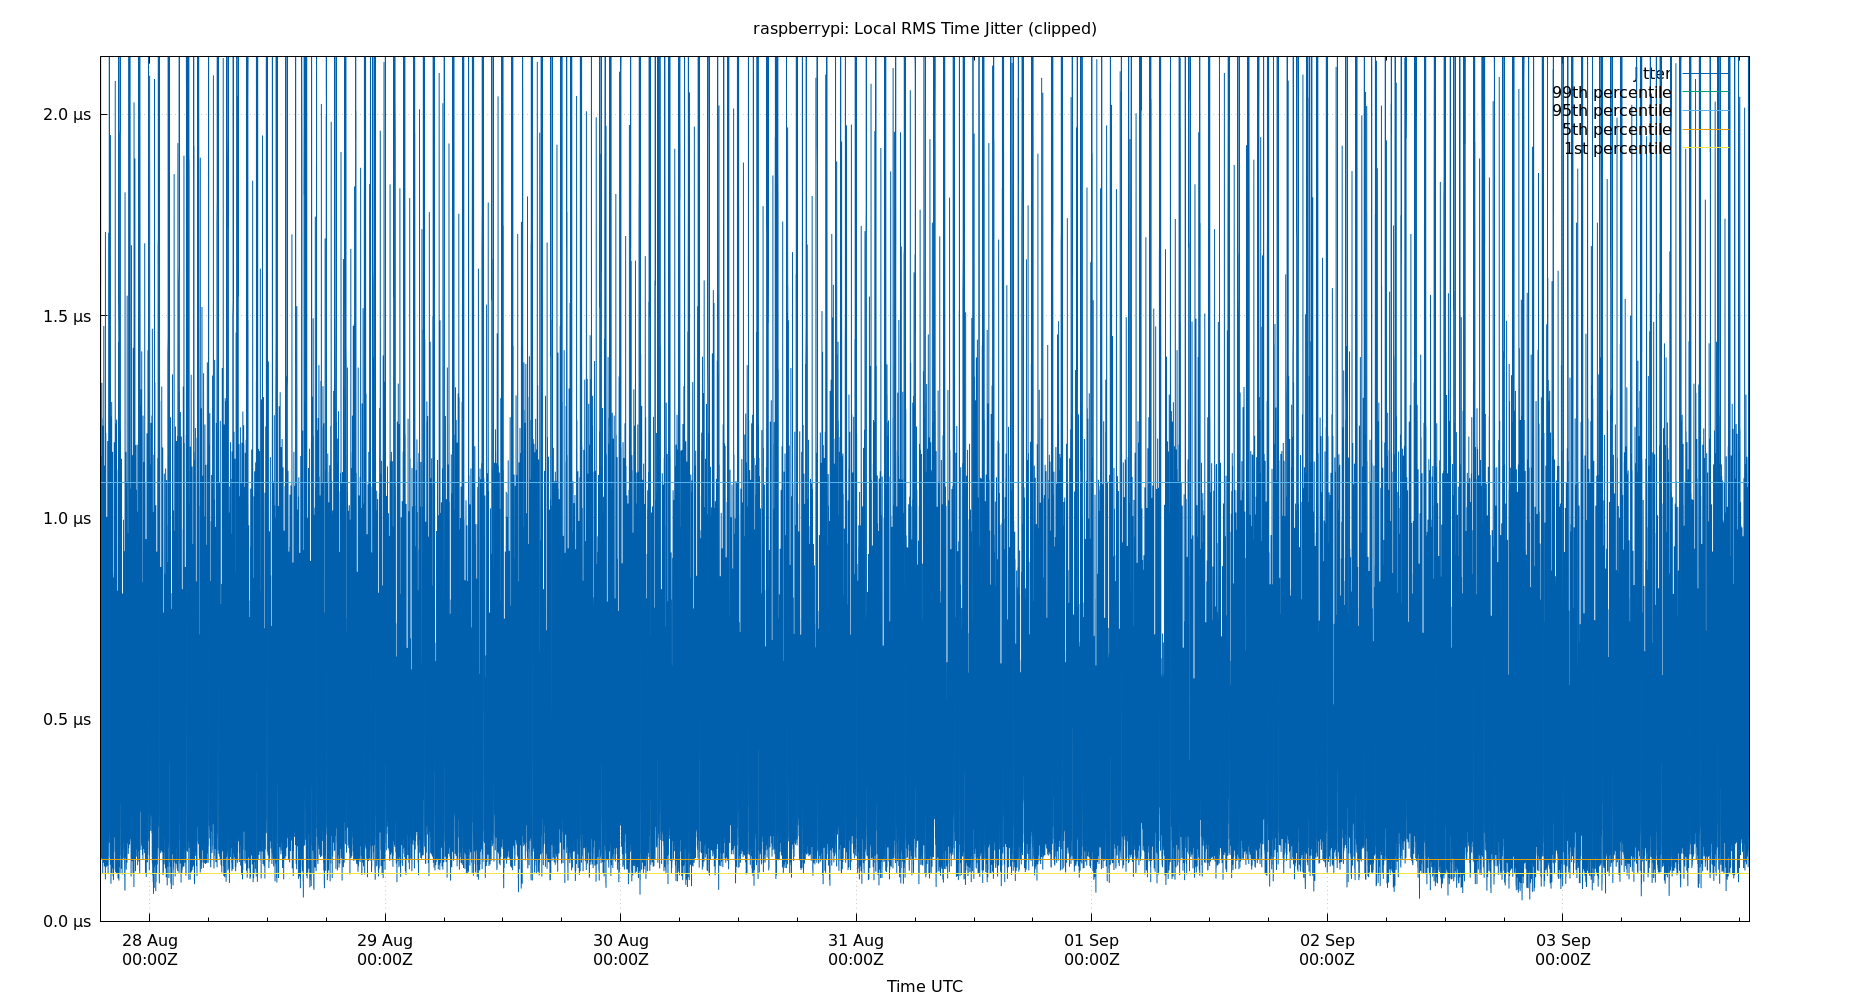 raspberrypi: Local RMS Time Jitter (clipped)
Jitter
99th percentile
95th percentile
5th percentile
1st percentile
2.0 µs
1.5 µs
1.0 µs
0.5 µs
0.0 µs
28 Aug
00:00Z
29 Aug
00:00Z
30 Aug
00:00Z
31 Aug
00:00Z
01 Sep
00:00Z
02 Sep
00:00Z
03 Sep
00:00Z
Time UTC